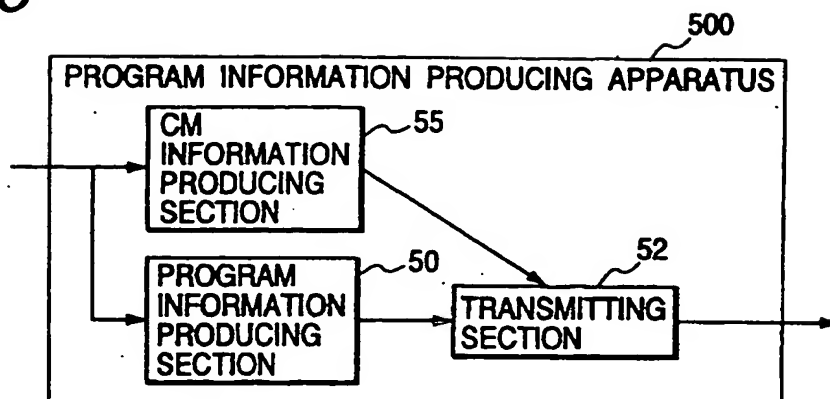 500
PROGRAM INFORMATION PRODUCING APPARATUS
CM
INFORMATION
PRODUCING
SECTION
55
PROGRAM
INFORMATION
PRODUCING
SECTION
50
TRANSMITTING
SECTION
52